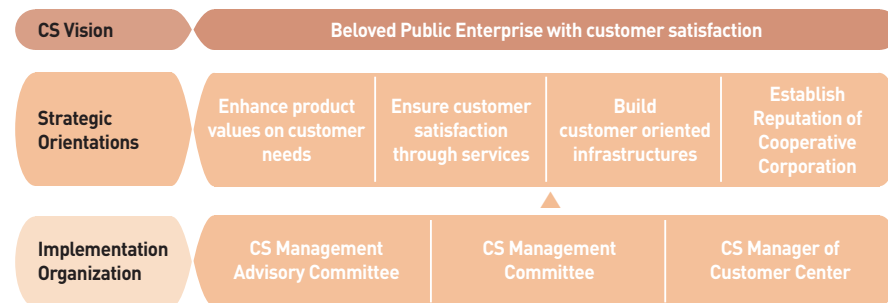 CS Vision
Beloved Public Enterprise with customer satisfaction
Strategic
Orientations
Enhance product
values on customer
needs
Ensure customer
satisfaction
through services
Build
customer oriented
infrastructures
Establish
Reputation of
Cooperative
Corporation
Implementation
Organization
CS Management
Advisory Committee
CS Management
Committee
CS Manager of
Customer Center